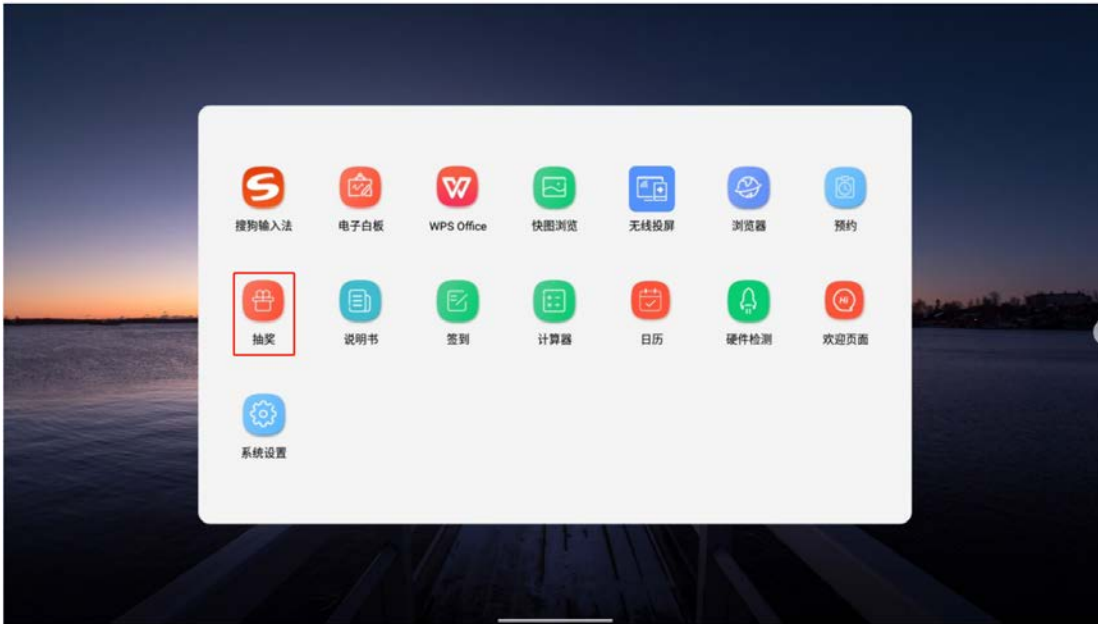 搜狗输入法 电子白板 WPS Office 快图浏览 无线投屏 浏览器 预约
抽奖 说明书 签到 计算器 日历 硬件检测 欢迎页面
系统设置